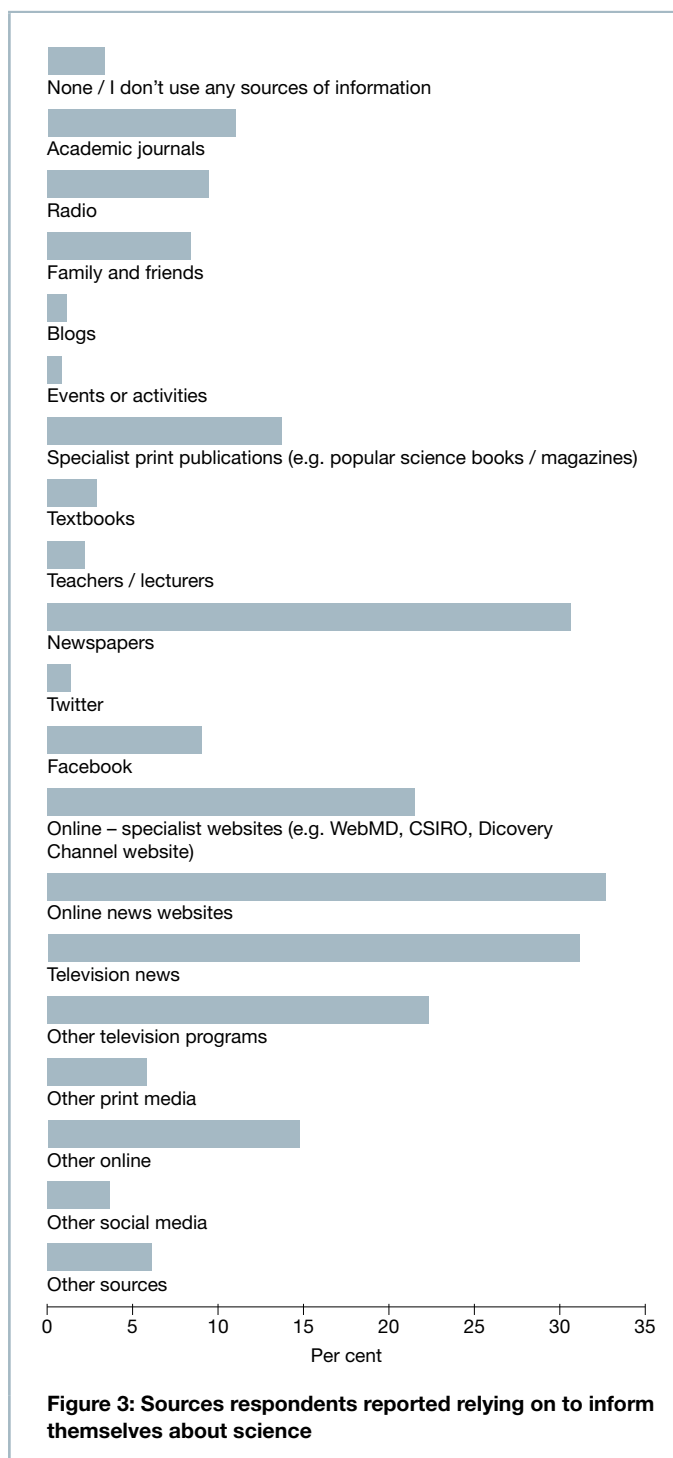 None / I don't use any sources of information
Academic journals
Radio
Family and friends
Blogs
Events or activities
Specialist print publications (e.g. popular science books / magazines)
Textbooks
Teachers / lecturers
Newspapers
Twitter
Facebook
Online – specialist websites (e.g. WebMD, CSIRO, Dicovery
Channel website)
Online news websites
Television news
Other television programs
Other print media
Other online
Other social media
Other sources
0 5 10 15 20 25 30 35
Per cent
Figure 3: Sources respondents reported relying on to inform
themselves about science